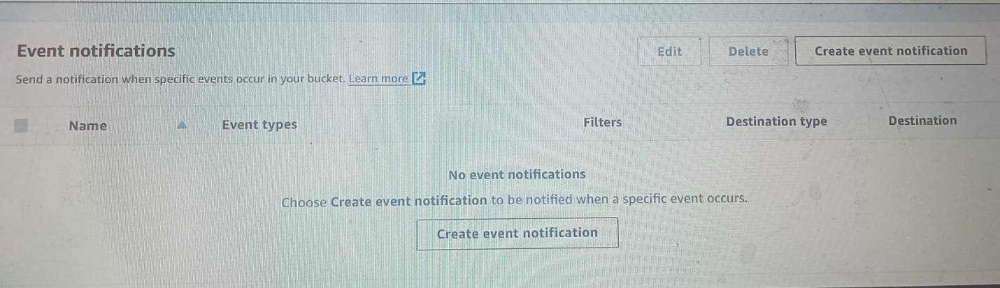 Event notifications
Edit
Delete
Create event notification
Send a notification when specific events occur in your bucket. Learn more
Name
Event types
Filters
Destination type
Destination
No event notifications
Choose Create event notification to be notified when a specific event occurs.
Create event notification